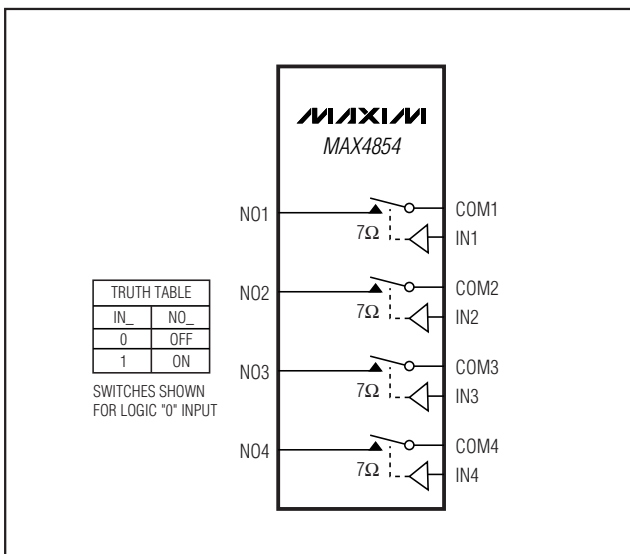 MAXIM
MAX4854
NO1
COM1
7Ω
IN1
NO2
COM2
7Ω
IN2
NO3
COM3
7Ω
IN3
NO4
COM4
7Ω
IN4
TRUTH TABLE
IN_ NO_
0 OFF
1 ON
SWITCHES SHOWN
FOR LOGIC "0" INPUT